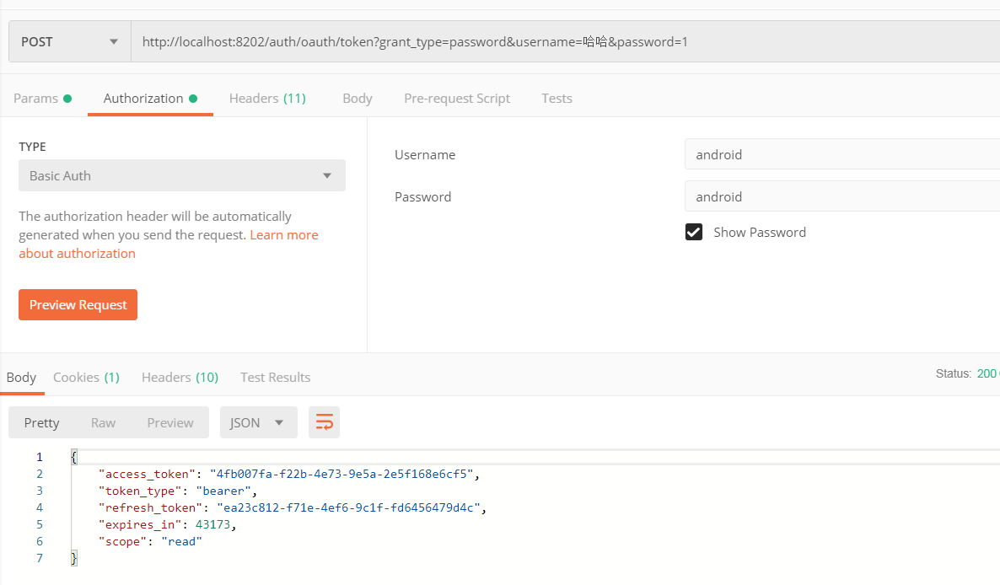 POST http://localhost:8202/auth/oauth/token?grant_type=password&username=哈哈&password=1
Params Authorization Headers (11) Body Pre-request Script Tests
TYPE
Basic Auth
The authorization header will be automatically
generated when you send the request. Learn more
about authorization
Preview Request
Username android
Password android
Show Password
Body Cookies (1) Headers (10) Test Results Status: 200
Pretty Raw Preview JSON
1 {
2 "access_token": "4fb007fa-f22b-4e73-9e5a-2e5f168e6cf5",
3 "token_type": "bearer",
4 "refresh_token": "ea23c812-f71e-4ef6-9c1f-fd6456479d4c",
5 "expires_in": 43173,
6 "scope": "read"
7 }